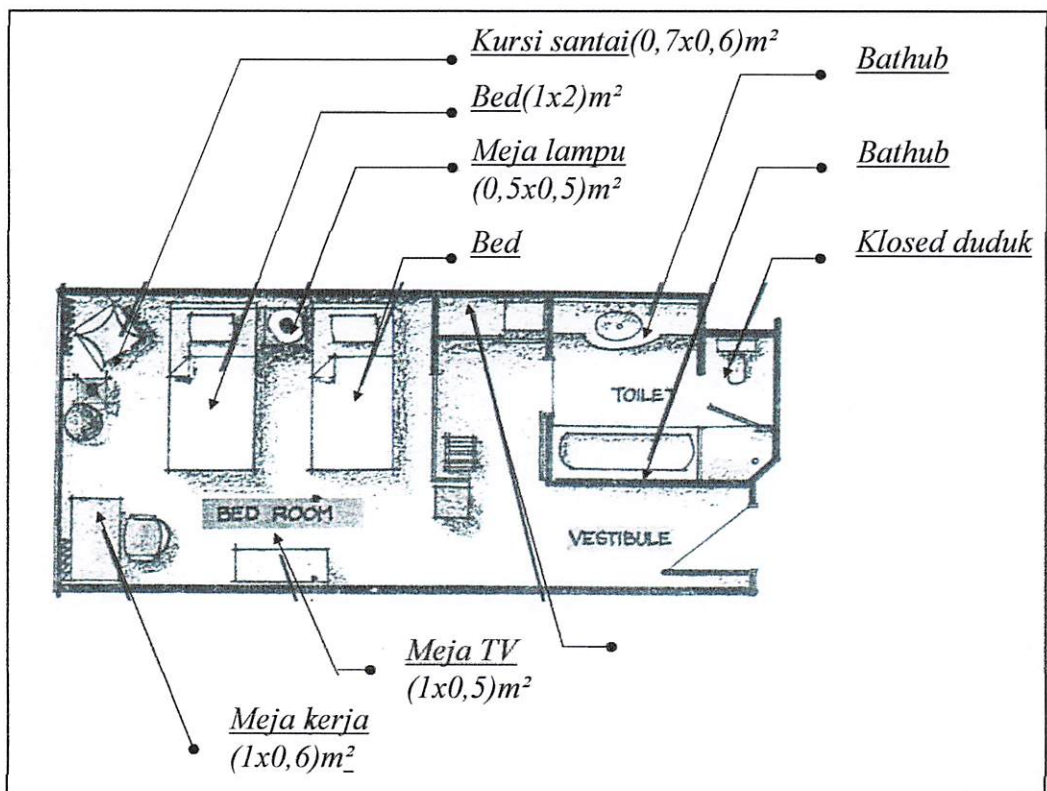 Kursi santai(0,7x0,6)m²
Bathub
Bed(1x2)m²
Meja lampu
(0,5x0,5)m²
Bathub
Bed
Klosed duduk
TOILET
BED ROOM
VESTIBULE
Meja TV
(1x0,5)m²
Meja kerja
(1x0,6)m²